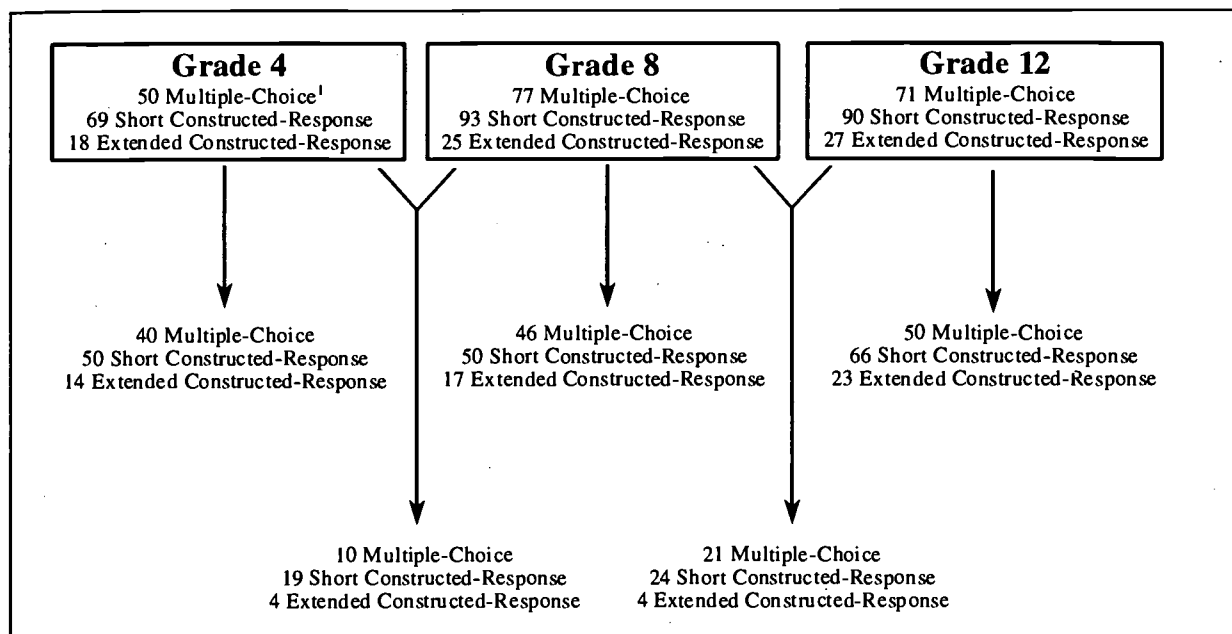 Grade 4
50 Multiple-Choice¹
69 Short Constructed-Response
18 Extended Constructed-Response
Grade 8
77 Multiple-Choice
93 Short Constructed-Response
25 Extended Constructed-Response
Grade 12
71 Multiple-Choice
90 Short Constructed-Response
27 Extended Constructed-Response
40 Multiple-Choice
50 Short Constructed-Response
14 Extended Constructed-Response
46 Multiple-Choice
50 Short Constructed-Response
17 Extended Constructed-Response
50 Multiple-Choice
66 Short Constructed-Response
23 Extended Constructed-Response
10 Multiple-Choice
19 Short Constructed-Response
4 Extended Constructed-Response
21 Multiple-Choice
24 Short Constructed-Response
4 Extended Constructed-Response